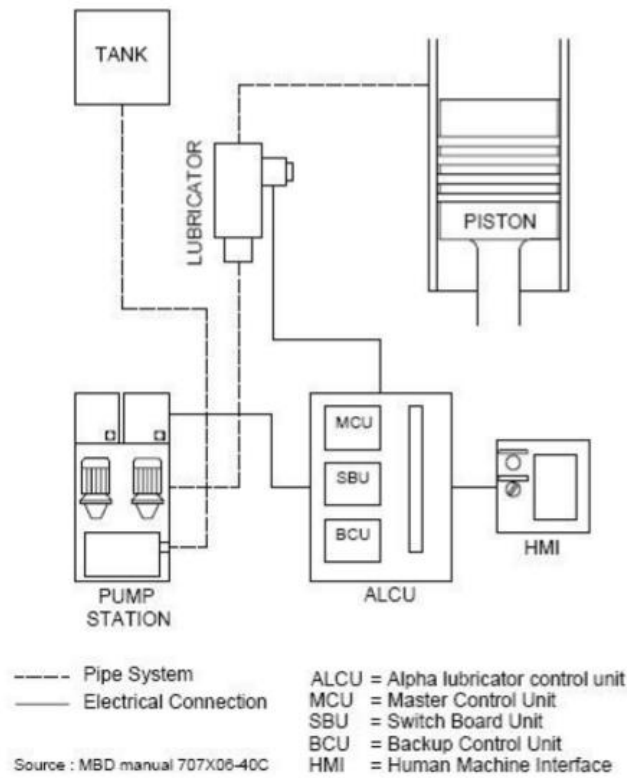 TANK
LUBRICATOR
PISTON
MCU
SBU
BCU
HMI
PUMP
STATION
ALCU
Pipe System
Electrical Connection
ALCU = Alpha lubricator control unit
MCU = Master Control Unit
SBU = Switch Board Unit
BCU = Backup Control Unit
HMI = Human Machine Interface
Source : MBD manual 707X06-40C